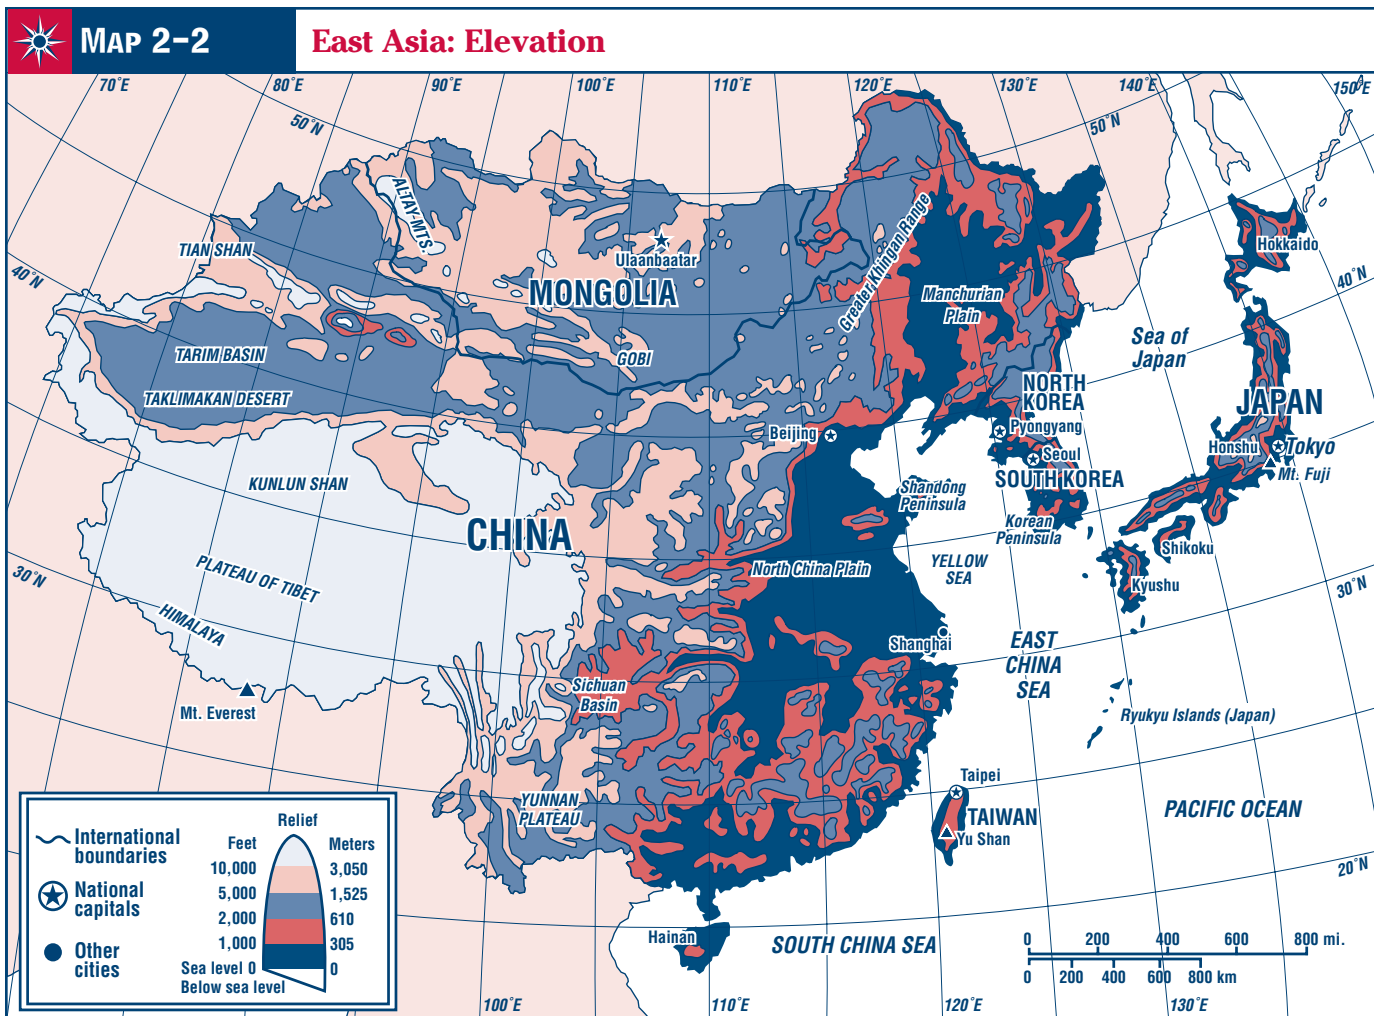 MAP 2-2
East Asia: Elevation
70°E
80°E
90°E
100°E
110°E
120°E
130°E
140°E
150°E
50°N
50°N
ALTAY MTS.
TIAN SHAN
Ulaanbaatar
MONGOLIA
Greater Khingan Range
Manchurian
Plain
Hokkaido
40°N
40°N
TARIM BASIN
GOBI
TAKLIMAKAN DESERT
Sea of
Japan
NORTH
KOREA
JAPAN
Beijing
Pyongyang
Seoul
Honshu
Tokyo
Mt. Fuji
SOUTH KOREA
KUNLUN SHAN
Shandong
Peninsula
Korean
Peninsula
CHINA
Shikoku
North China Plain
YELLOW
SEA
Kyushu
30°N
30°N
PLATEAU OF TIBET
HIMALAYA
Shanghai
EAST
CHINA
SEA
Sichuan
Basin
Mt. Everest
Ryukyu Islands (Japan)
Taipei
TAIWAN
Yu Shan
PACIFIC OCEAN
YUNNAN
PLATEAU
20°N
Hainan
SOUTH CHINA SEA
International
boundaries
National
capitals
Other
cities
Relief
Feet
Meters
10,000
3,050
5,000
1,525
2,000
610
1,000
305
Sea level 0
0
Below sea level
0 200 400 600 800 mi.
0 200 400 600 800 km
100°E
110°E
120°E
130°E